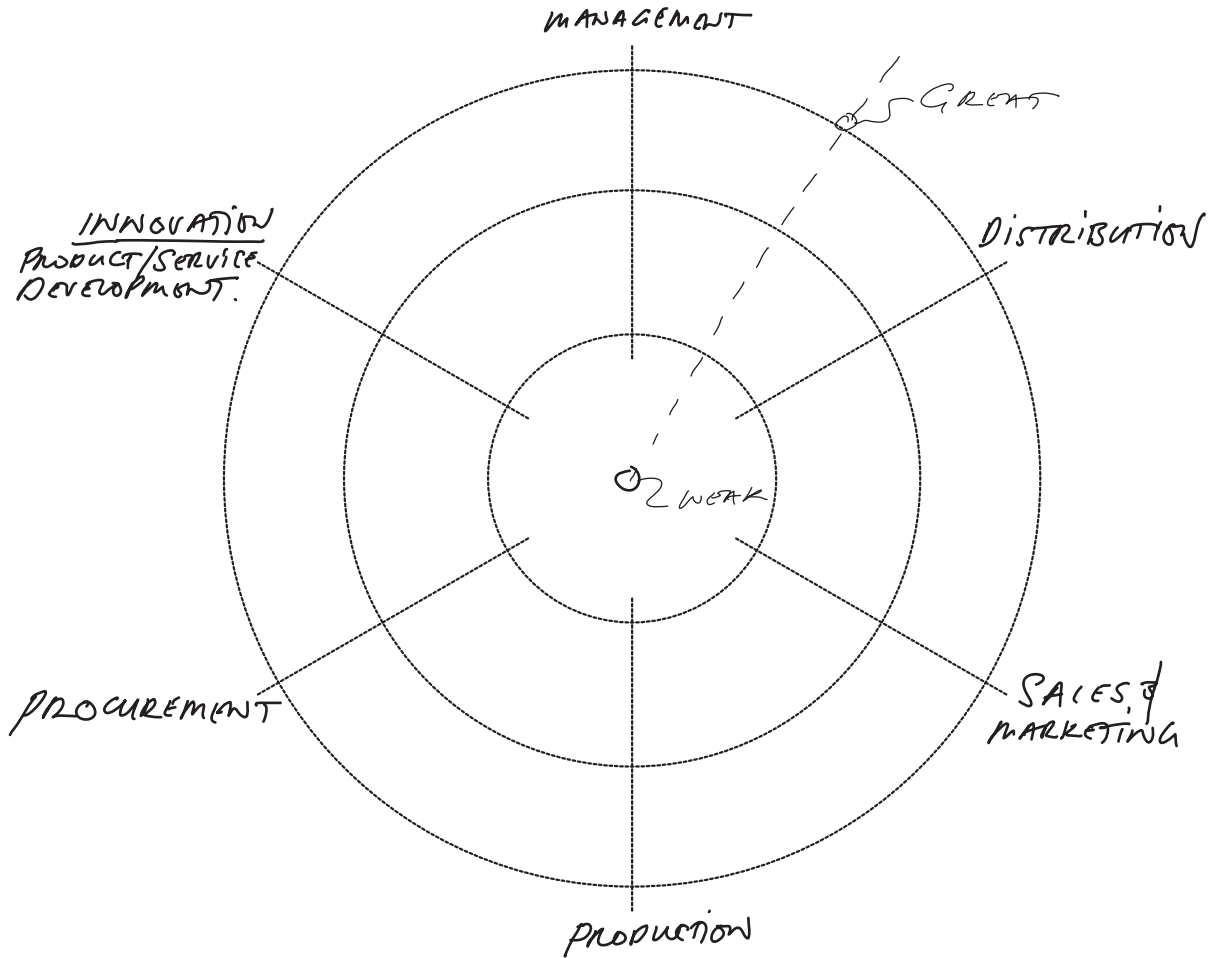 MANAGEMENT
GREAT
INNOVATION
PRODUCT/SERVICE
DEVELOPMENT.
DISTRIBUTION
WEAK
PROCUREMENT
SALES &
MARKETING
PRODUCTION